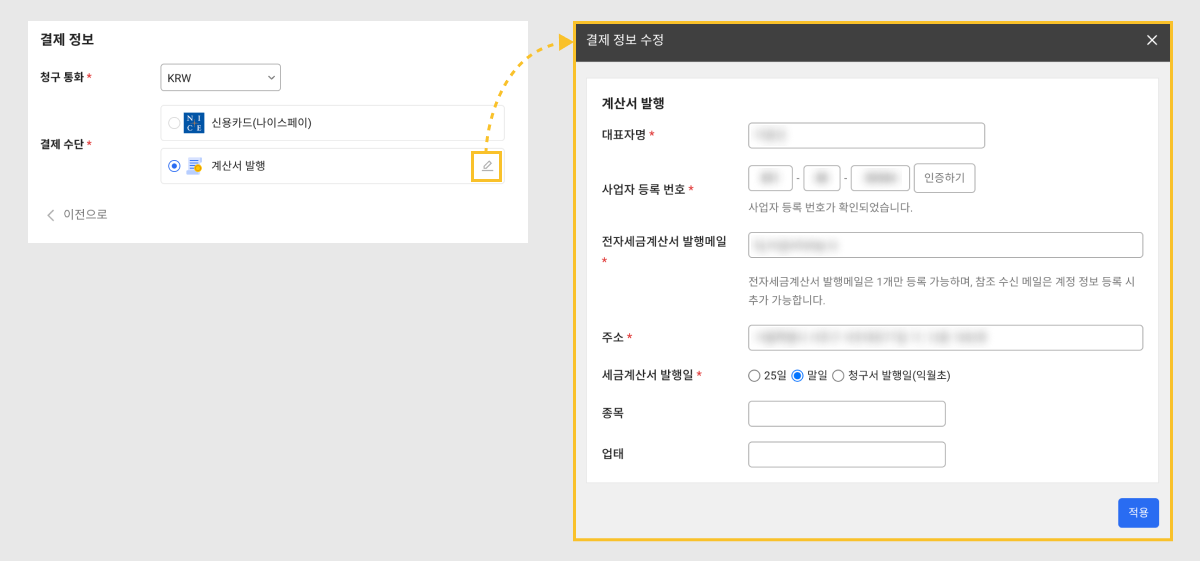 결제 정보
청구 통화 *
KRW
결제 수단 *
NICE
신용카드(나이스페이)
계산서 발행
이전으로
결제 정보 수정
계산서 발행
대표자명 *
사업자 등록 번호 *
- -
인증하기
사업자 등록 번호가 확인되었습니다.
전자세금계산서 발행메일
*
전자세금계산서 발행메일은 1개만 등록 가능하며, 참조 수신 메일은 계정 정보 등록 시
추가 가능합니다.
주소 *
세금계산서 발행일 *
25일 말일 청구서 발행일(익월초)
종목
업태
적용